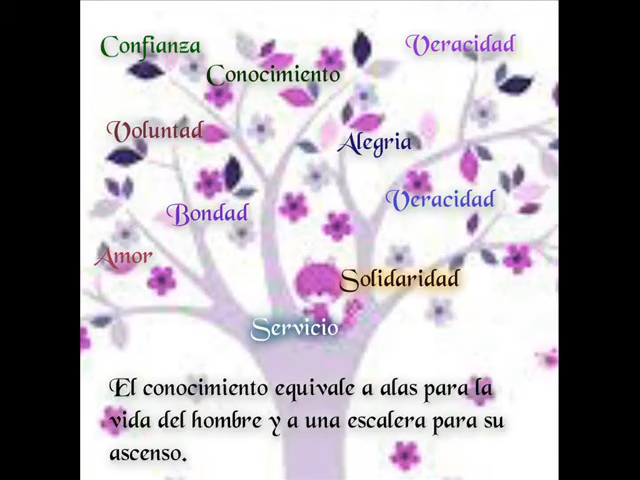 Confianza
Veracidad
Conocimiento
Voluntad
Alegria
Veracidad
Bondad
Amor
Solidaridad
Servicio
El conocimiento equivale a alas para la
vida del hombre y a una escalera para su
ascenso.